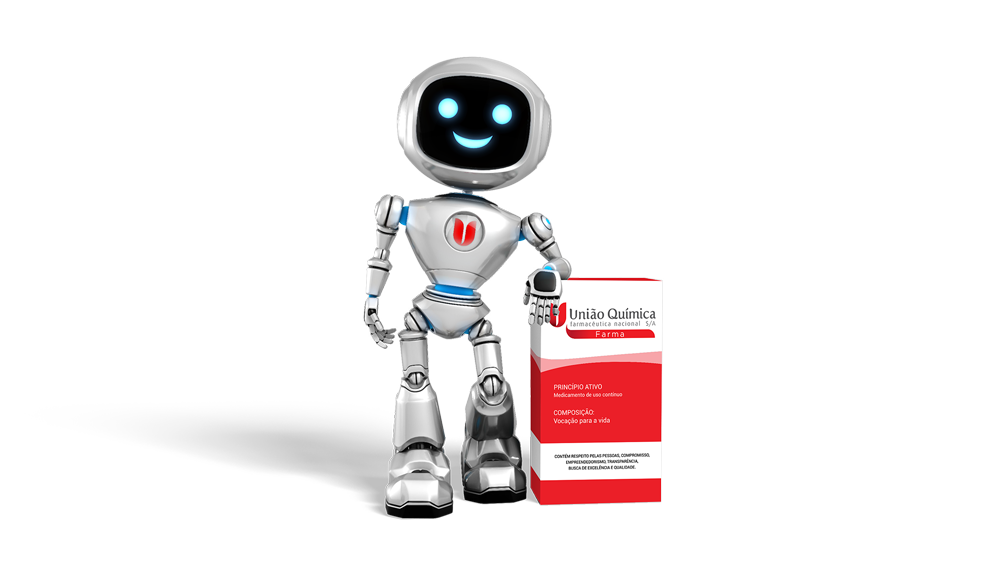 União Química
farmacêutica nacional S/A
Farma
PRINCÍPIO ATIVO
Medicamento de uso contínuo
COMPOSIÇÃO:
Vocação para a vida
CONTÉM RESPEITO PELAS PESSOAS, COMPROMISSO,
EMPREENDEDORISMO, TRANSPARÊNCIA,
BUSCA DE EXCELÊNCIA E QUALIDADE.